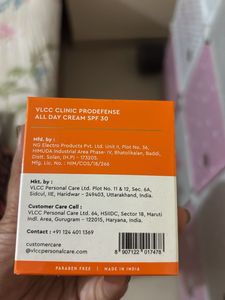 VLCC CLINIC PRODEFENSE
ALL DAY CREAM SPF 30
Mfd. by :
NG Electro Products Pvt. Ltd. Unit II, Plot No. 36,
HIMUDA Industrial Area Phase- IV, Bhatolikalan, Baddi,
Distt. Solan, (H.P) - 173205.
Mfg. Lic. No. : HIM/COS/18/266
Mkt. by :
VLCC Personal Care Ltd. Plot No. 11 & 12, Sec. 6A,
Sidcul, IIE, Haridwar - 249403, Uttarakhand, India.
Customer Care Cell :
VLCC Personal Care Ltd. 64, HSIIDC, Sector 18, Maruti
Indl. Area, Gurugram - 122015, Haryana, India.
Contact : +91 124 401 1369
customercare
@vlccpersonalcare.com
8 907122 017478
PARABEN FREE | MADE IN INDIA